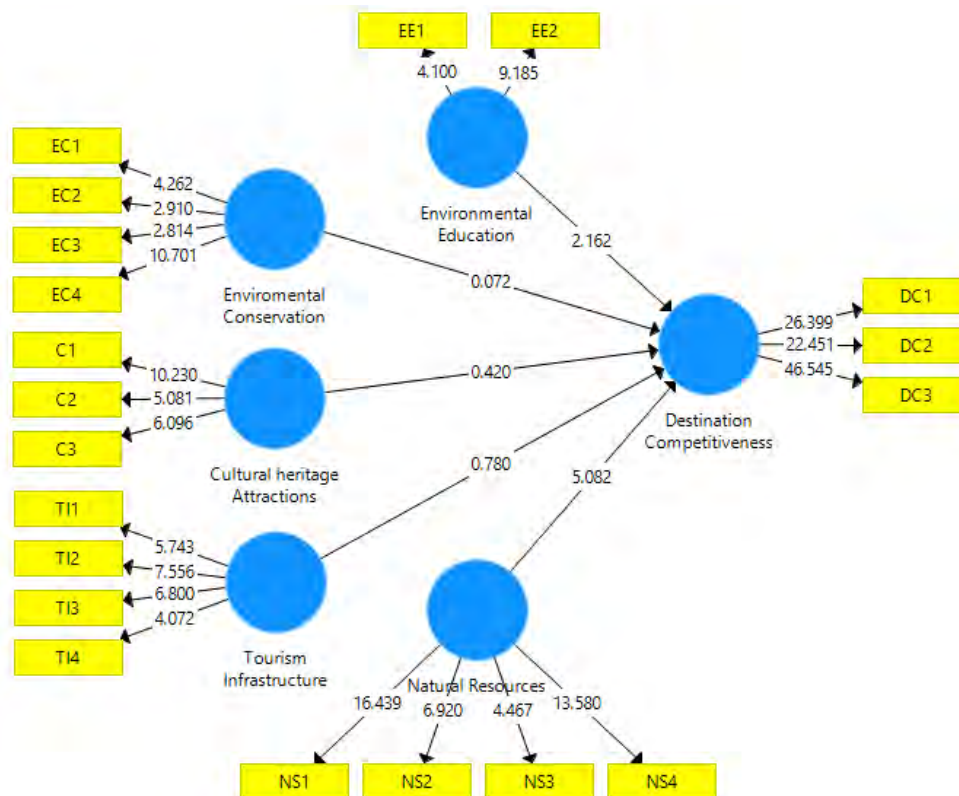 EE1
EE2
4.100
9.185
Environmental
Education
2.162
EC1
EC2
EC3
EC4
4.262
2.910
2.814
10.701
Enviromental
Conservation
0.072
C1
C2
C3
10.230
5.081
6.096
Cultural heritage
Attractions
0.420
TI1
TI2
TI3
TI4
5.743
7.556
6.800
4.072
Tourism
Infrastructure
0.780
Natural Resources
5.082
16.439
6.920
4.467
13.580
NS1
NS2
NS3
NS4
Destination
Competitiveness
26.399
22.451
46.545
DC1
DC2
DC3